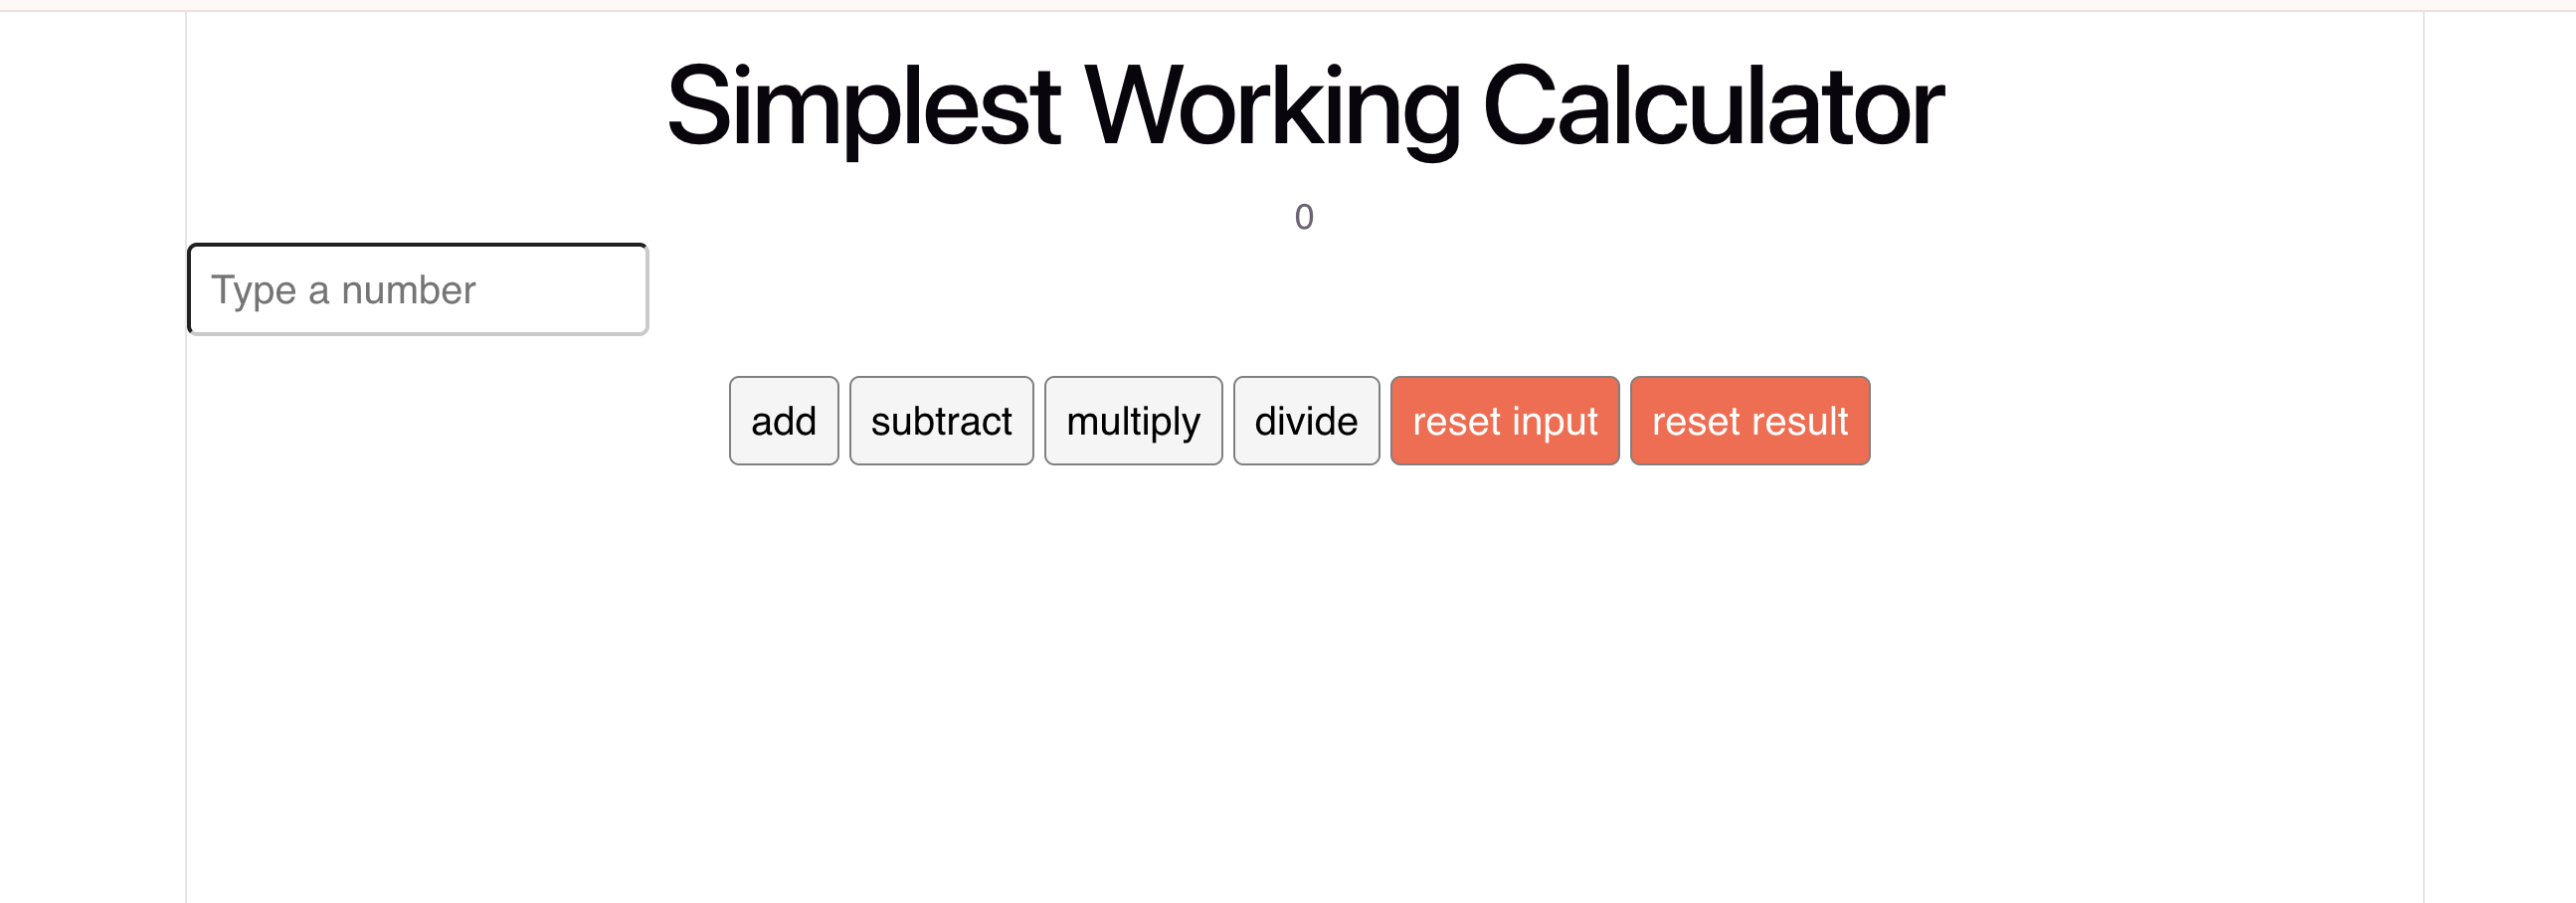 Simplest Working Calculator
0
Type a number
add subtract multiply divide reset input reset result